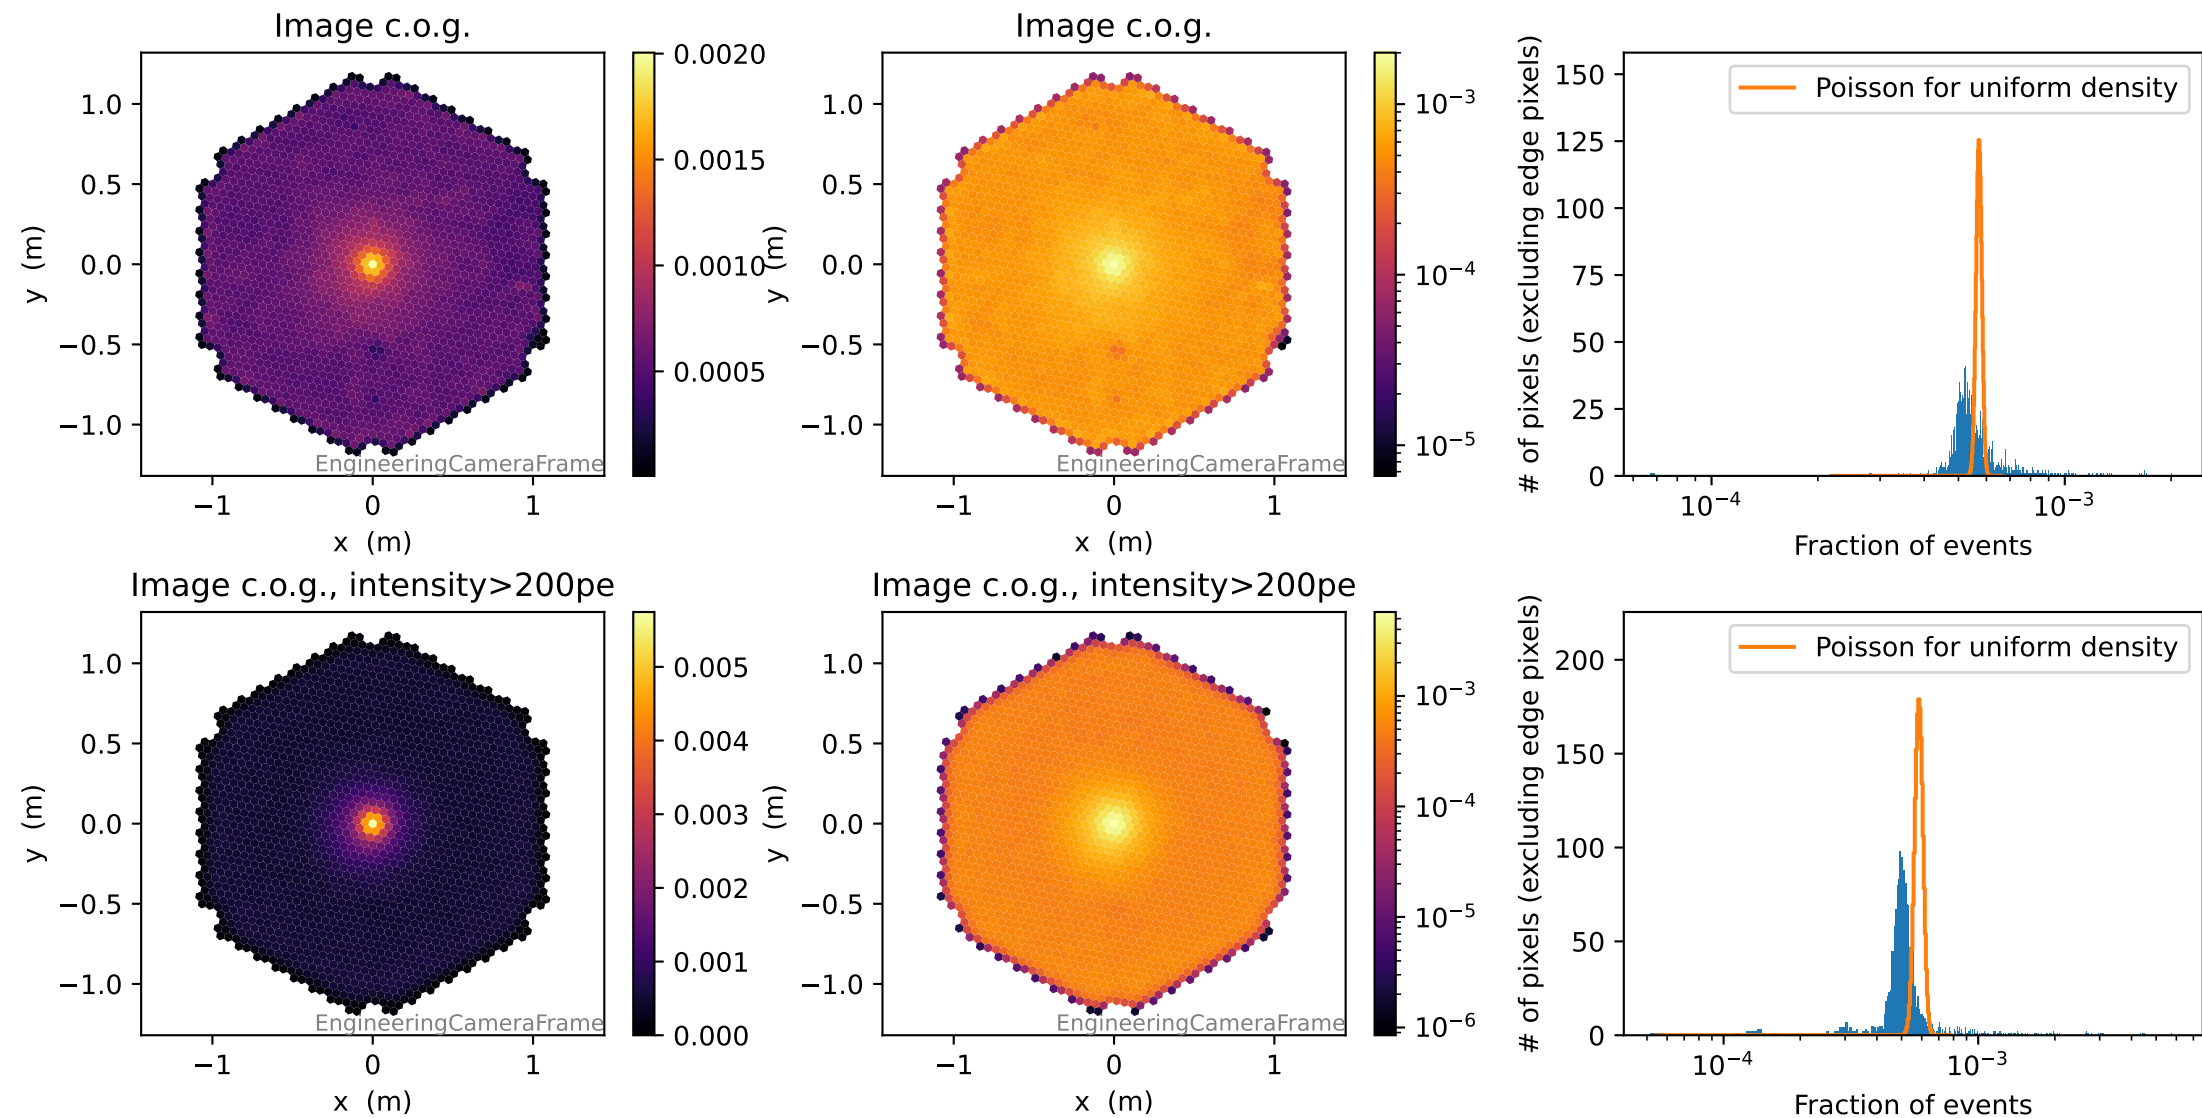 Image c.o.g.
1.0
0.5
0.0
−0.5
−1.0
y (m)
−1
0
1
x (m)
EngineeringCameraFrame
0.0020
0.0015
0.0010
0.0005
Image c.o.g.
1.0
0.5
0.0
−0.5
−1.0
y (m)
−1
0
1
x (m)
EngineeringCameraFrame
10⁻³
10⁻⁴
10⁻⁵
Poisson for uniform density
150
125
100
75
50
25
0
# of pixels (excluding edge pixels)
10⁻⁴
10⁻³
Fraction of events
Image c.o.g., intensity>200pe
1.0
0.5
0.0
−0.5
−1.0
y (m)
−1
0
1
x (m)
EngineeringCameraFrame
0.005
0.004
0.003
0.002
0.001
0.000
Image c.o.g., intensity>200pe
1.0
0.5
0.0
−0.5
−1.0
y (m)
−1
0
1
x (m)
EngineeringCameraFrame
10⁻³
10⁻⁴
10⁻⁵
10⁻⁶
Poisson for uniform density
200
150
100
50
0
# of pixels (excluding edge pixels)
10⁻⁴
10⁻³
Fraction of events